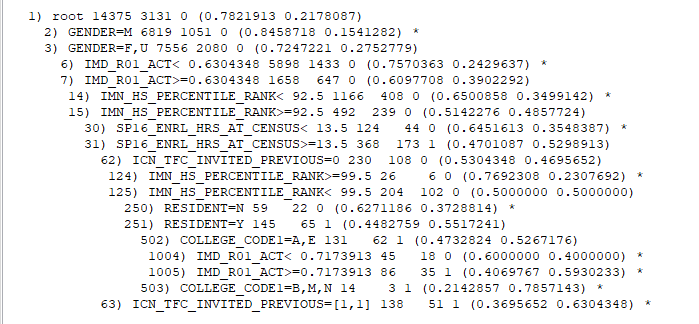 1) root 14375 3131 0 (0.7821913 0.2178087)
2) GENDER=M 6819 1051 0 (0.8458718 0.1541282) *
3) GENDER=F,U 7556 2080 0 (0.7247221 0.2752779)
6) IMD_R01_ACT< 0.6304348 5898 1433 0 (0.7570363 0.2429637) *
7) IMD_R01_ACT>=0.6304348 1658 647 0 (0.6097708 0.3902292)
14) IMN_HS_PERCENTILE_RANK< 92.5 1166 408 0 (0.6500858 0.3499142) *
15) IMN_HS_PERCENTILE_RANK>=92.5 492 239 0 (0.5142276 0.4857724)
30) SP16_ENRL_HRS_AT_CENSUS< 13.5 124 44 0 (0.6451613 0.3548387) *
31) SP16_ENRL_HRS_AT_CENSUS>=13.5 368 173 1 (0.4701087 0.5298913)
62) ICN_TFC_INVITED_PREVIOUS=0 230 108 0 (0.5304348 0.4695652)
124) IMN_HS_PERCENTILE_RANK>=99.5 26 6 0 (0.7692308 0.2307692) *
125) IMN_HS_PERCENTILE_RANK< 99.5 204 102 0 (0.5000000 0.5000000)
250) RESIDENT=N 59 22 0 (0.6271186 0.3728814) *
251) RESIDENT=Y 145 65 1 (0.4482759 0.5517241)
502) COLLEGE_CODE1=A,E 131 62 1 (0.4732824 0.5267176)
1004) IMD_R01_ACT< 0.7173913 45 18 0 (0.6000000 0.4000000) *
1005) IMD_R01_ACT>=0.7173913 86 35 1 (0.4069767 0.5930233) *
503) COLLEGE_CODE1=B,M,N 14 3 1 (0.2142857 0.7857143) *
63) ICN_TFC_INVITED_PREVIOUS=[1,1] 138 51 1 (0.3695652 0.6304348) *